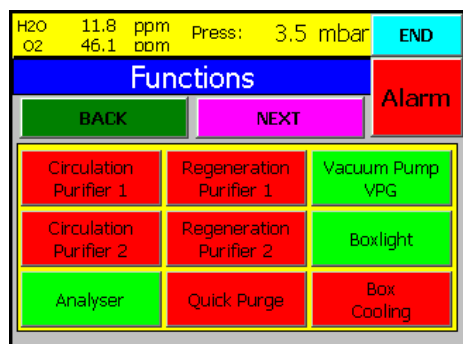 H2O 11.8 ppm Press: 3.5 mbar END
O2 46.1 ppm
Functions
Alarm
BACK NEXT
Circulation Purifier 1
Regeneration Purifier 1
Vacuum Pump VPG
Circulation Purifier 2
Regeneration Purifier 2
Boxlight
Analyser
Quick Purge
Box Cooling